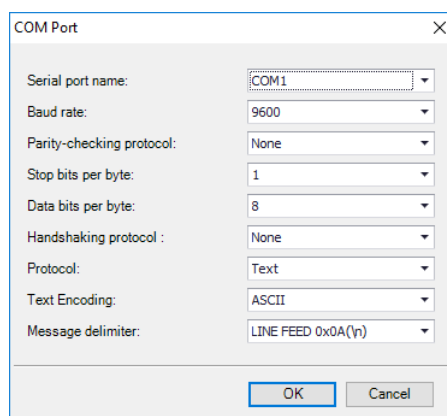 COM Port
Serial port name: COM1
Baud rate: 9600
Parity-checking protocol: None
Stop bits per byte: 1
Data bits per byte: 8
Handshaking protocol : None
Protocol: Text
Text Encoding: ASCII
Message delimiter: LINE FEED 0x0A(\n)
OK Cancel